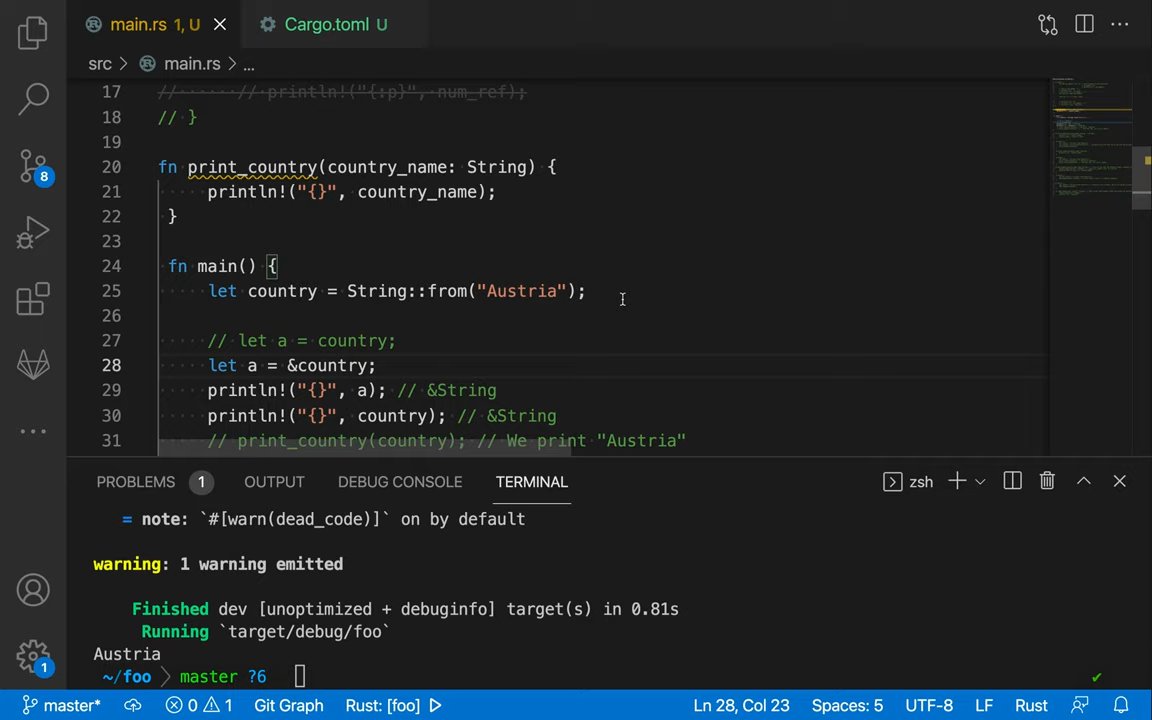 main.rs 1, U
Cargo.toml U
src > main.rs > ...
17 // // println!("{:p}", num_ref);
18 // }
19
20 fn print_country(country_name: String) {
21 println!("{}", country_name);
22 }
23
24 fn main() {
25 let country = String::from("Austria");
26
27 // let a = country;
28 let a = &country;
29 println!("{}", a); // &String
30 println!("{}", country); // &String
31 // print_country(country); // We print "Austria"
8
1
PROBLEMS 1 OUTPUT DEBUG CONSOLE TERMINAL zsh
= note: `#[warn(dead_code)]` on by default
warning: 1 warning emitted
Finished dev [unoptimized + debuginfo] target(s) in 0.81s
Running `target/debug/foo`
Austria
~/foo > master ?6
master* 0 1 Git Graph Rust: [foo] Ln 28, Col 23 Spaces: 5 UTF-8 LF Rust